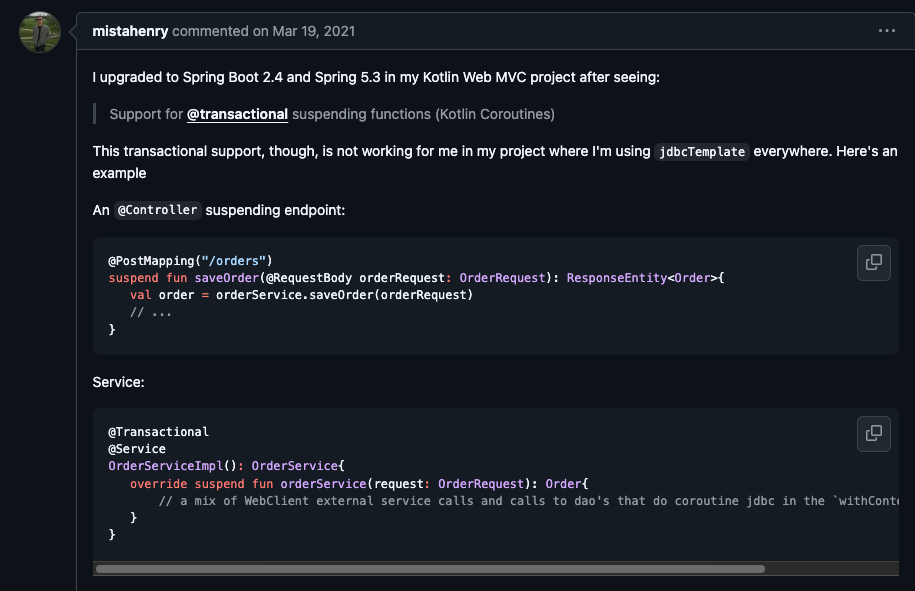 mistahenry commented on Mar 19, 2021
I upgraded to Spring Boot 2.4 and Spring 5.3 in my Kotlin Web MVC project after seeing:
Support for @transactional suspending functions (Kotlin Coroutines)
This transactional support, though, is not working for me in my project where I'm using jdbcTemplate everywhere. Here's an
example
An @Controller suspending endpoint:
@PostMapping("/orders")
suspend fun saveOrder(@RequestBody orderRequest: OrderRequest): ResponseEntity<Order>{
   val order = orderService.saveOrder(orderRequest)
   // ...
}
Service:
@Transactional
@Service
OrderServiceImpl(): OrderService{
   override suspend fun orderService(request: OrderRequest): Order{
       // a mix of WebClient external service calls and calls to dao's that do coroutine jdbc in the `withConte
   }
}